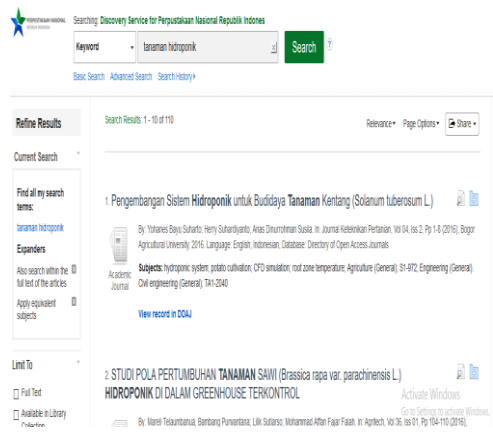 PERPUSTAKAAN NASIONAL
Searching: Discovery Service for Perpustakaan Nasional Republik Indones
Keyword
tanaman hidroponik
Search
Basic Search Advanced Search Search History
Refine Results
Search Results: 1 - 10 of 110
Relevance Page Options Share
Current Search
Find all my search
terms:
tanaman hidroponik
Expanders
Also search within the
full text of the articles
Apply equivalent
subjects
Limit To
Full Text
Available in Library
Collection
1. Pengembangan Sistem Hidroponik untuk Budidaya Tanaman Kentang (Solanum tuberosum L.)
By: Yohanes Bayu Suharto, Herry Suhardiyanto, Anas Dinurrohman Susila. In: Jurnal Keteknikan Pertanian, Vol 04, Iss 2, Pp 1-8 (2016); Bogor
Agricultural University, 2016. Language: English; Indonesian, Database: Directory of Open Access Journals
Academic
Journal
Subjects: hydroponic system; potato cultivation; CFD simulation; root zone temperature; Agriculture (General); S1-972; Engineering (General).
Civil engineering (General); TA1-2040
View record in DOAJ
2. STUDI POLA PERTUMBUHAN TANAMAN SAWI (Brassica rapa var. parachinensis L.)
HIDROPONIK DI DALAM GREENHOUSE TERKONTROL
By: Mareli Telaumbanua; Bambang Purwantana; Lilik Sutiarso; Mohammad Affan Fajar Falah. In: Agritech, Vol 36, Iss 01, Pp 104-110 (2016);
Activate Windows
Go to Settings to activate Windows.